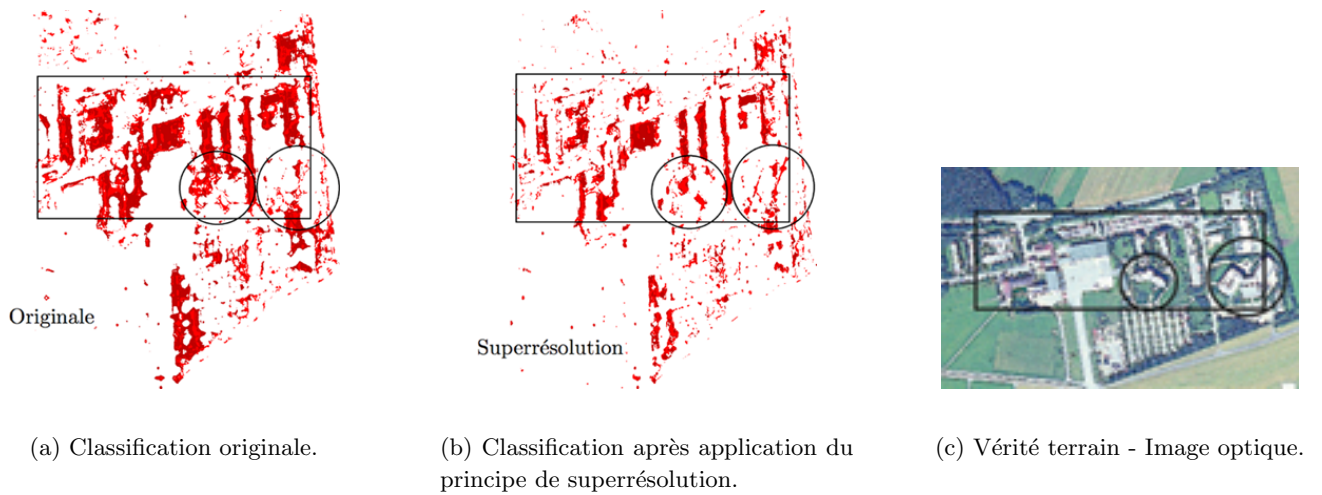 Originale
Superrésolution
(a) Classification originale.
(b) Classification après application du
principe de superrésolution.
(c) Vérité terrain - Image optique.